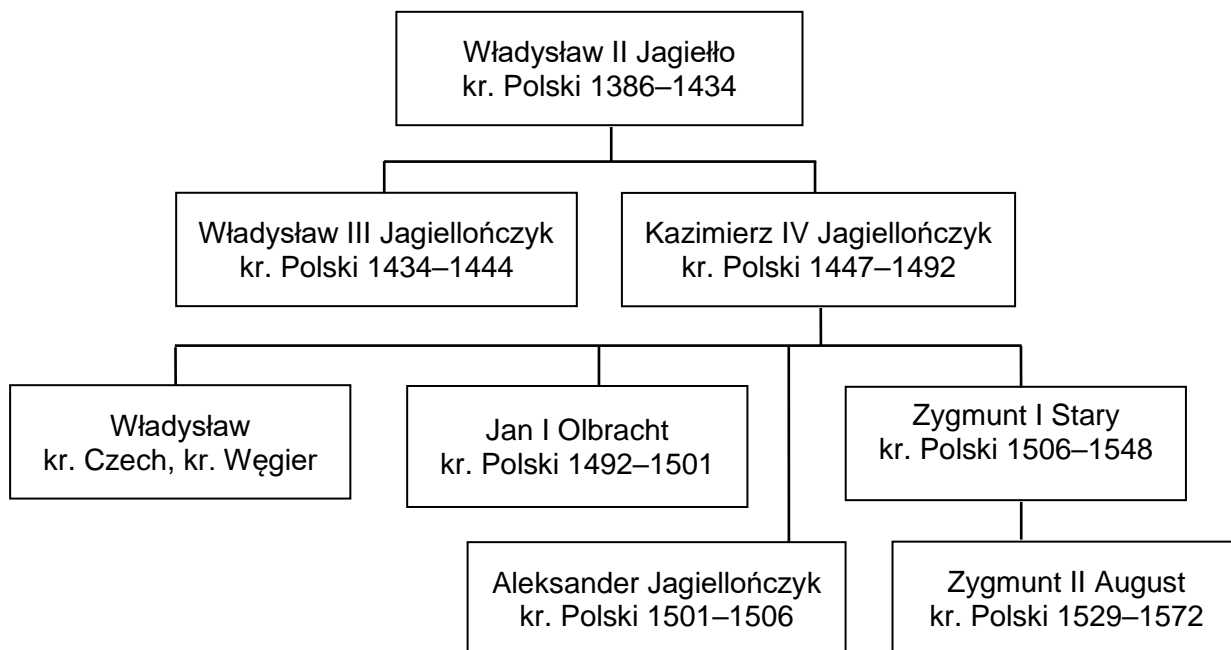 Władysław II Jagiełło
kr. Polski 1386–1434
Władysław III Jagiellończyk
kr. Polski 1434–1444
Kazimierz IV Jagiellończyk
kr. Polski 1447–1492
Władysław
kr. Czech, kr. Węgier
Jan I Olbracht
kr. Polski 1492–1501
Zygmunt I Stary
kr. Polski 1506–1548
Aleksander Jagiellończyk
kr. Polski 1501–1506
Zygmunt II August
kr. Polski 1529–1572